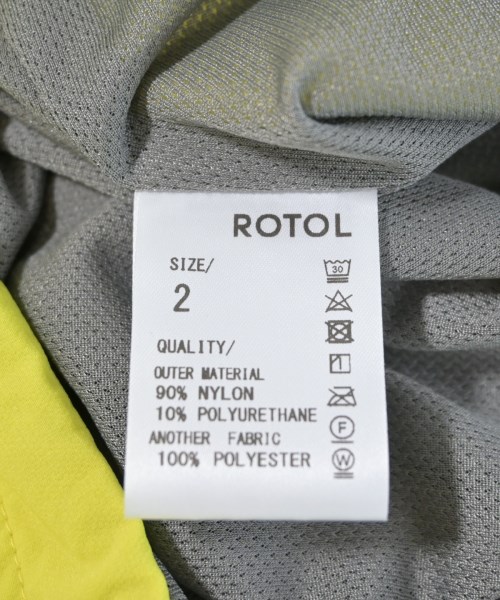 ROTOL
SIZE/
30
2
QUALITY/
OUTER MATERIAL
90% NYLON
10% POLYURETHANE
F
ANOTHER FABRIC
100% POLYESTER
W